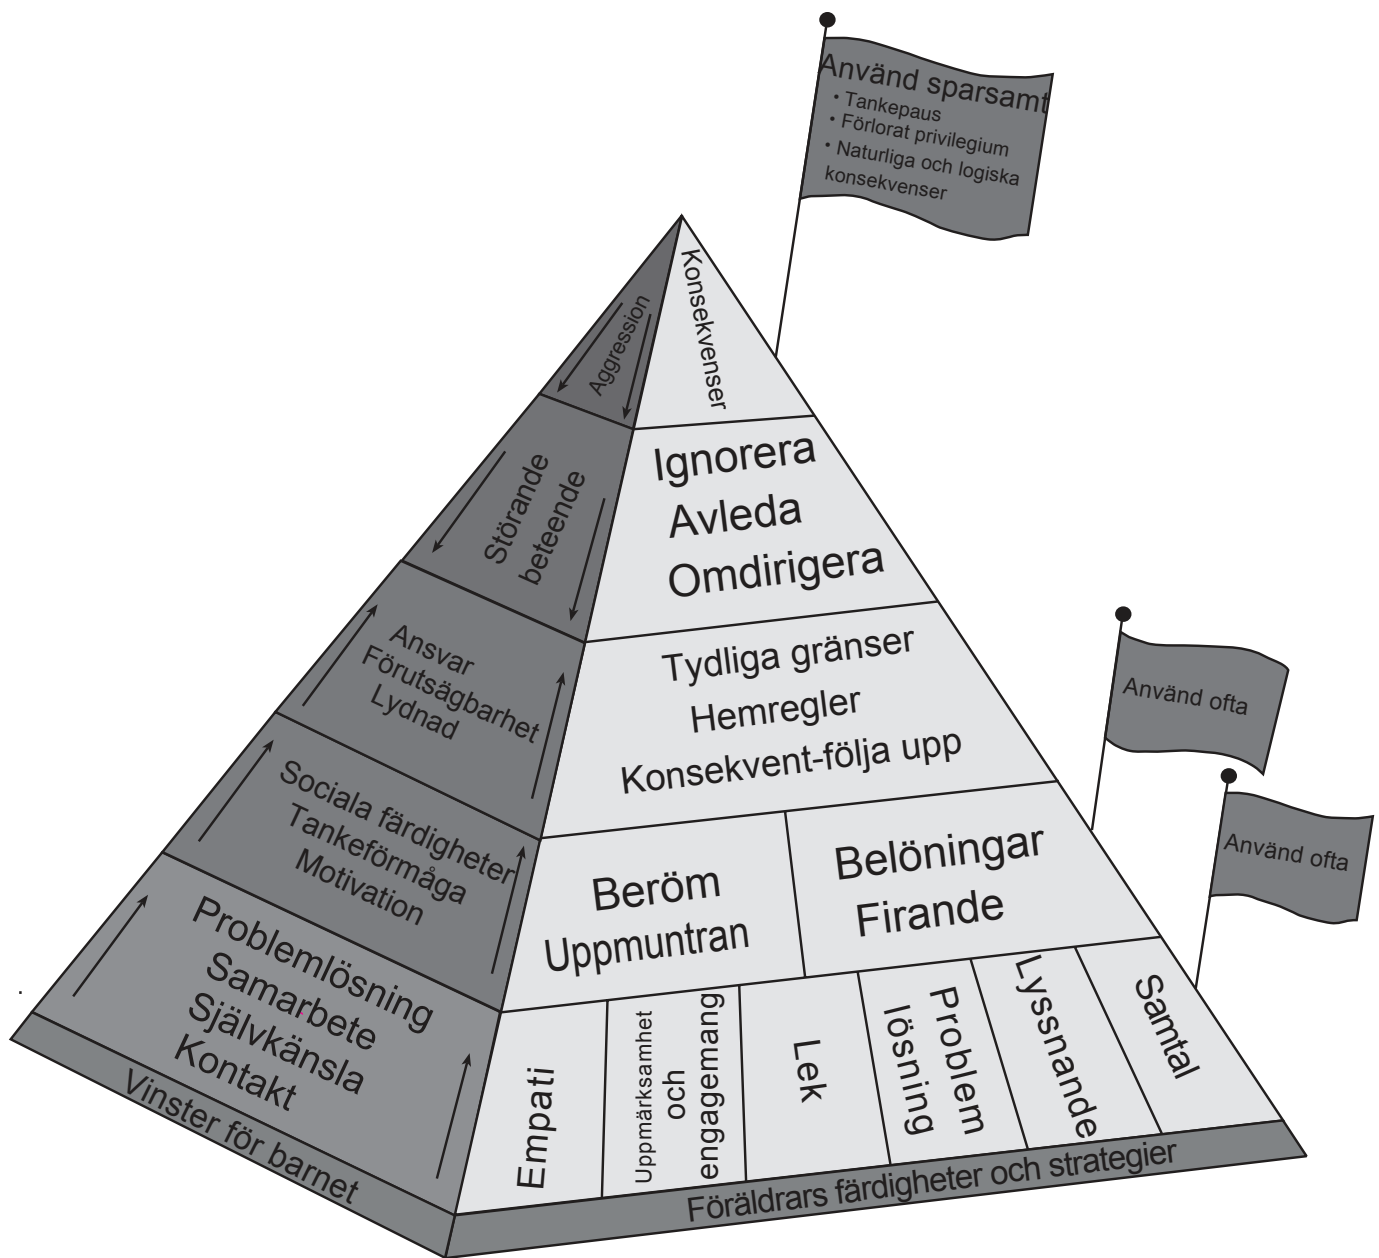 Använd sparsamt
• Tankepaus
• Förlorat privilegium
• Naturliga och logiska
konsekvenser
Aggression
Konsekvenser
Störande
beteende
Ignorera
Avleda
Omdirigera
Ansvar
Förutsägbarhet
Lydnad
Tydliga gränser
Hemregler
Konsekvent-följa upp
Använd ofta
Sociala färdigheter
Tankeförmåga
Motivation
Beröm
Uppmuntran
Belöningar
Firande
Använd ofta
Problemlösning
Samarbete
Självkänsla
Kontakt
Empati
Uppmärksamhet
och
engagemang
Lek
Problem
lösning
Lyssnande
Samtal
Vinster för barnet
Föräldrars färdigheter och strategier